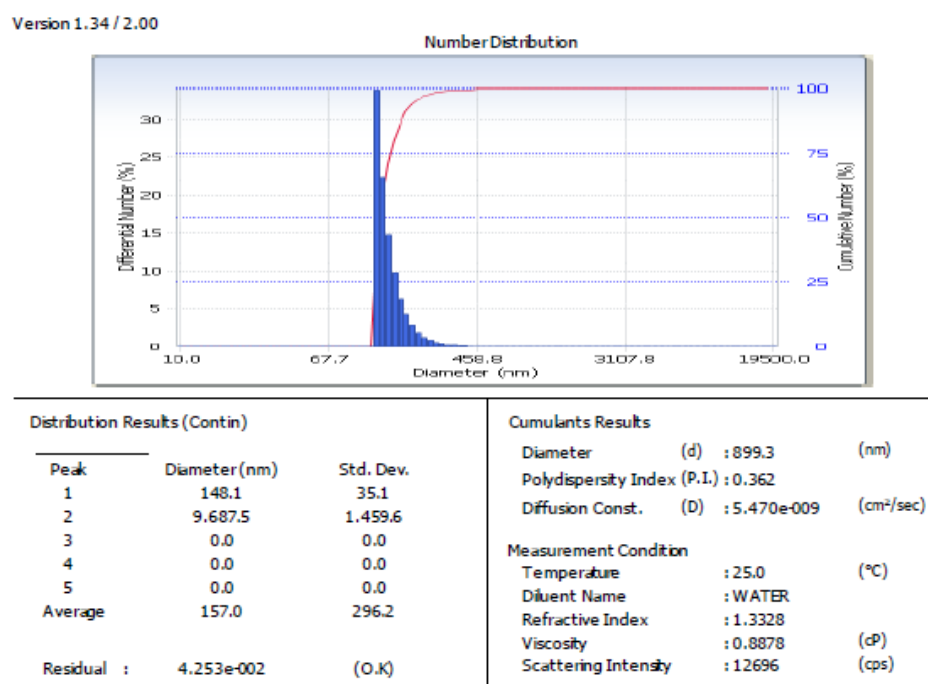 Version 1.34 / 2.00
Number Distribution
Differential Number (%)
30
25
20
15
10
5
0
100
75
50
25
0
Cumulative Number (%)
10.0 67.7 458.8 3107.8 19500.0
Diameter (nm)
Distribution Results (Contin)
Peak Diameter (nm) Std. Dev.
1 148.1 35.1
2 9.687.5 1.459.6
3 0.0 0.0
4 0.0 0.0
5 0.0 0.0
Average 157.0 296.2
Residual : 4.253e-002 (O.K)
Cumulants Results
Diameter (d) : 899.3 (nm)
Polydispersity Index (P.I.) : 0.362
Diffusion Const. (D) : 5.470e-009 (cm²/sec)
Measurement Condition
Temperature : 25.0 (°C)
Diluent Name : WATER
Refractive Index : 1.3328
Viscosity : 0.8878 (cP)
Scattering Intensity : 12696 (cps)